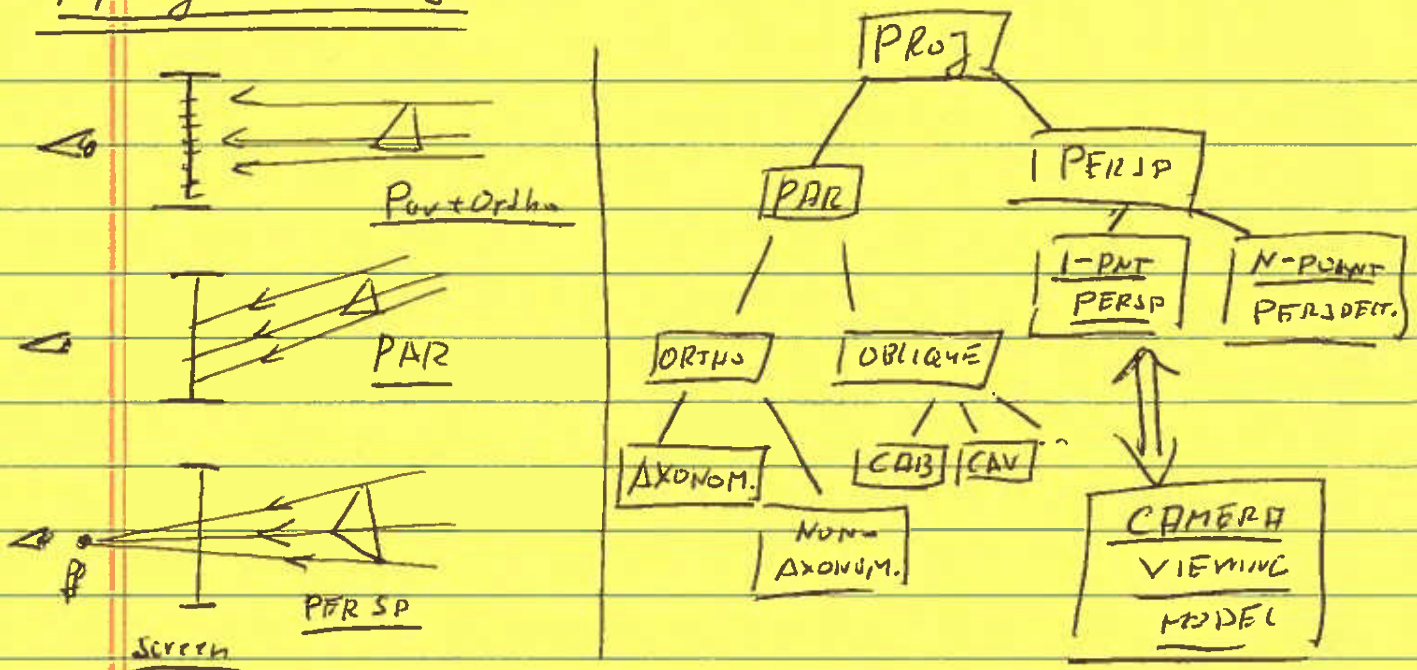 Par + Ortho
PAR
PERSP
Screen
PROJ
PAR
PERSP
1-PNT
PERSP
N-POINT
PERSPECT.
ORTHO
OBLIQUE
AXONOM.
NON-
AXONOM.
CAB
CAV
CAMERA
VIEWING
MODEL